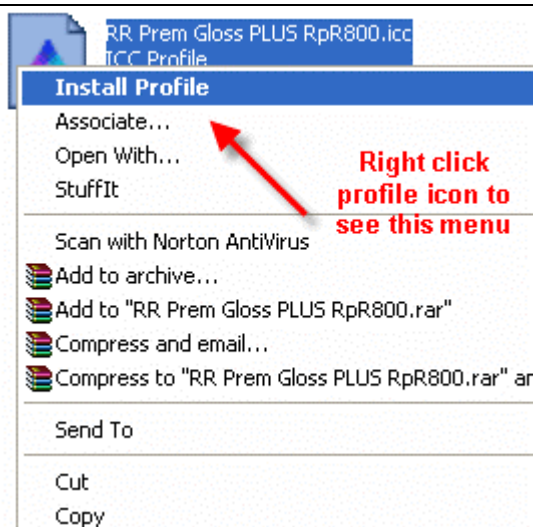 RR Prem Gloss PLUS RpR800.icc
ICC Profile
Install Profile
Associate...
Open With...
StuffIt
Right click
profile icon to
see this menu
Scan with Norton AntiVirus
Add to archive...
Add to "RR Prem Gloss PLUS RpR800.rar"
Compress and email...
Compress to "RR Prem Gloss PLUS RpR800.rar" an
Send To
Cut
Copy